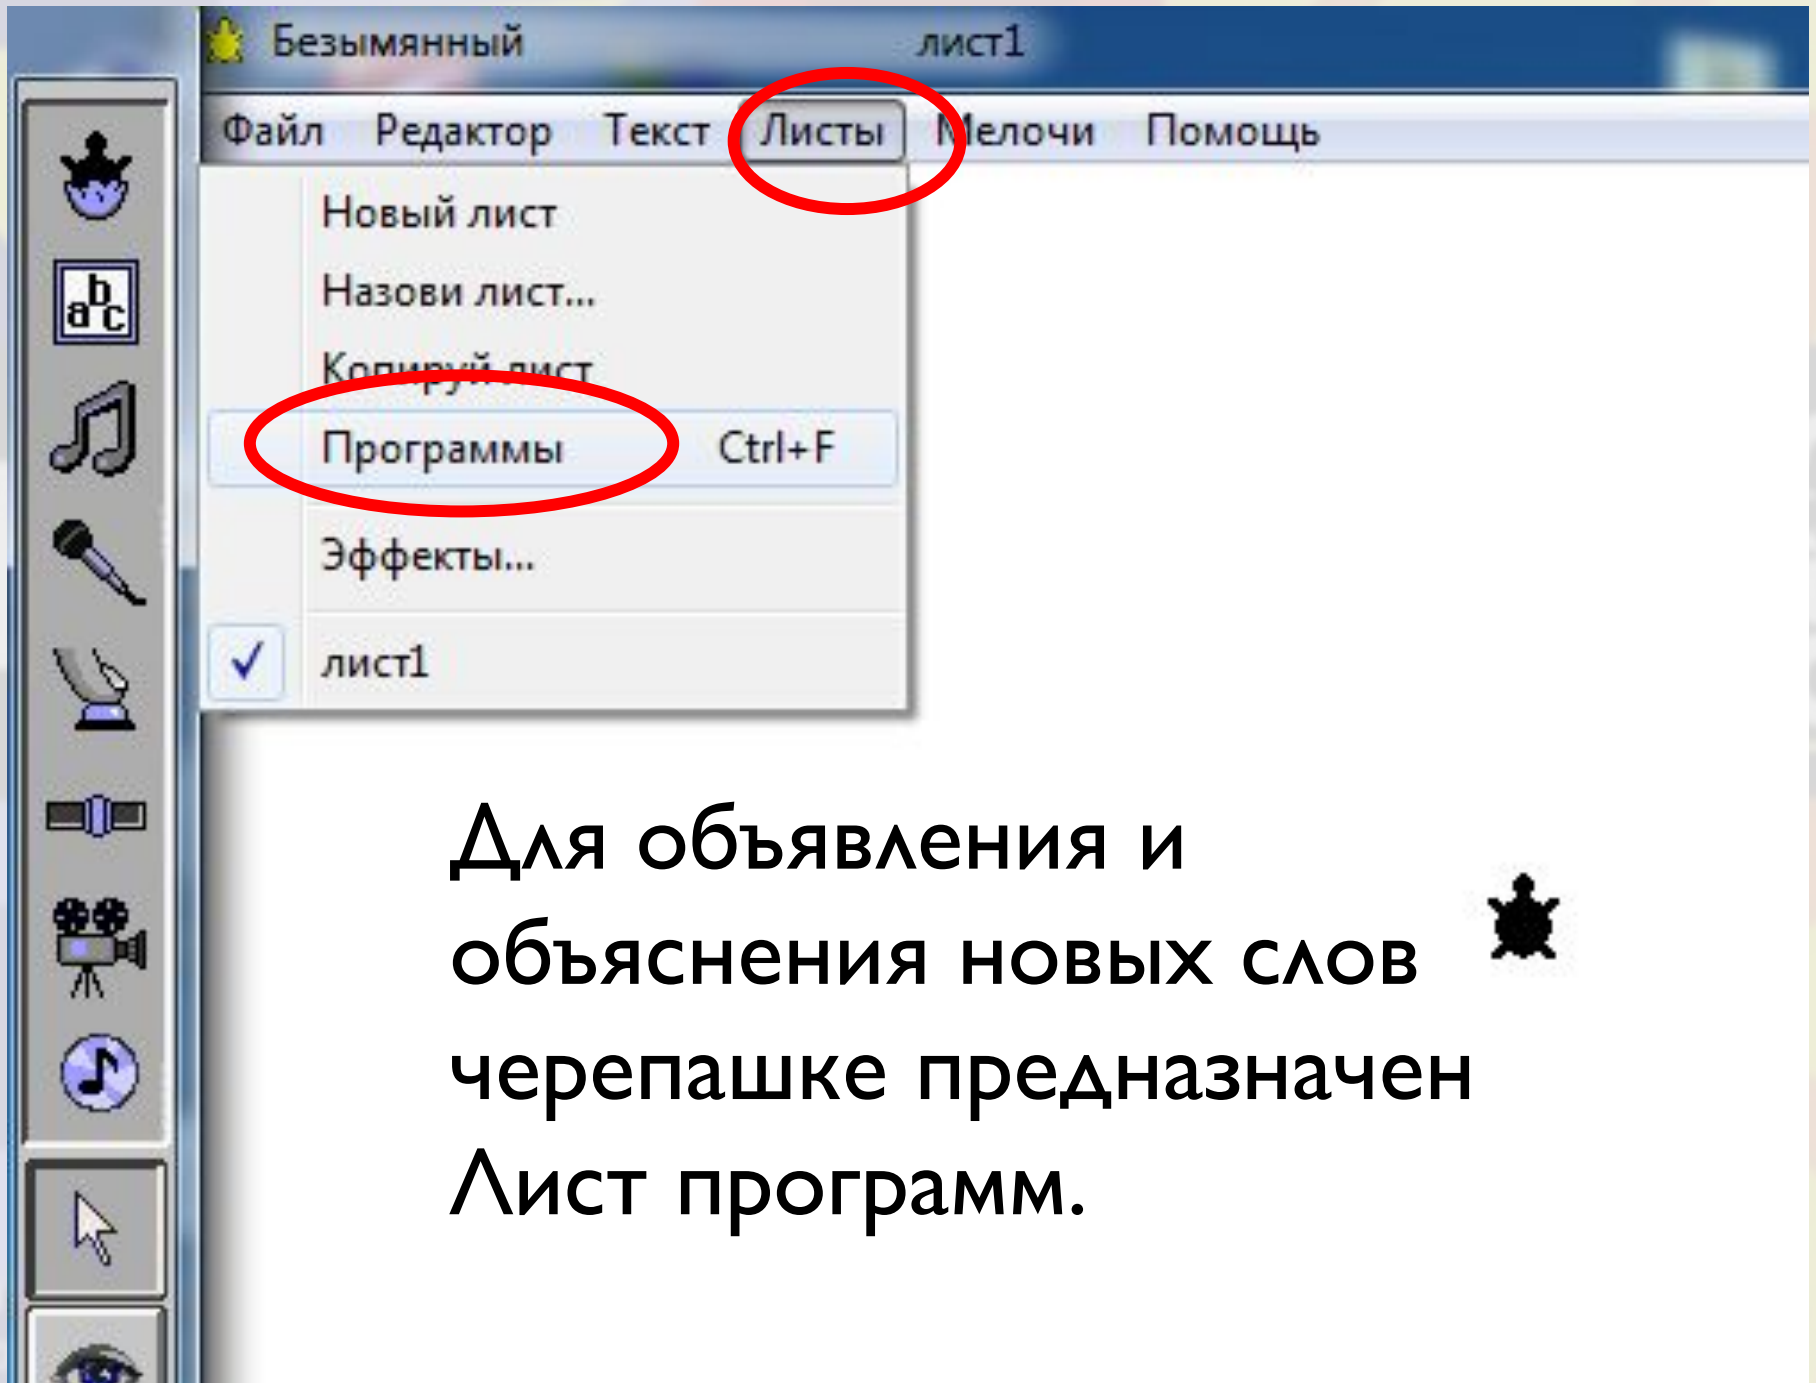 Безымянный лист1
Файл Редактор Текст Листы Мелочи Помощь
Новый лист
Назови лист...
Копируй лист
Программы Ctrl+F
Эффекты...
лист1
abc
Для объявления и
объяснения новых слов
черепашке предназначен
Лист программ.